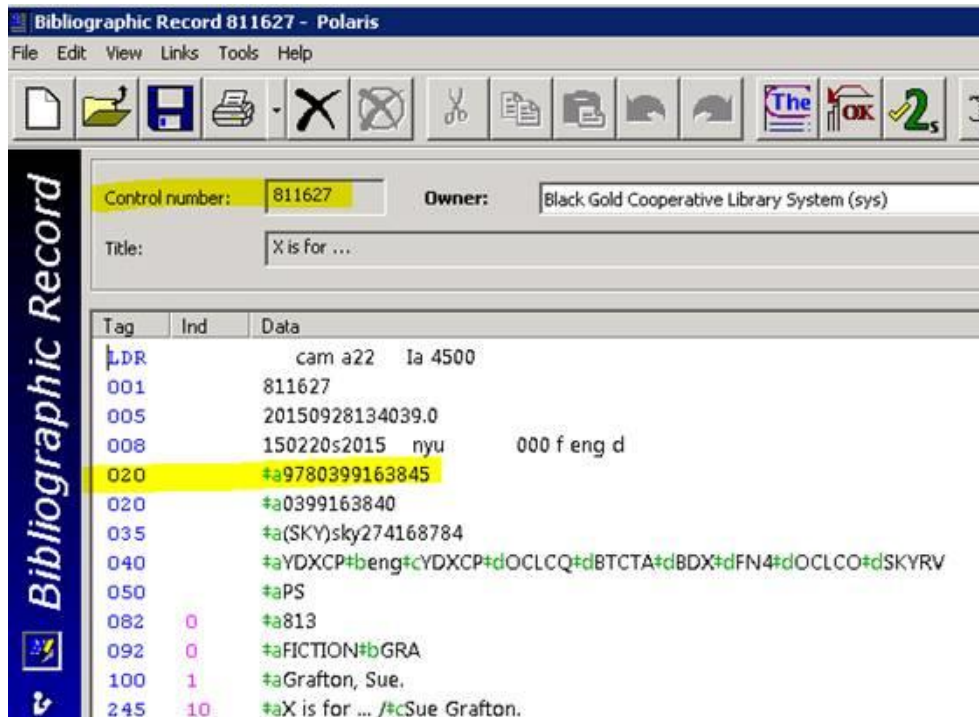 Bibliographic Record 811627 - Polaris
File Edit View Links Tools Help
The OK 2s
Bibliographic Record
Control number: 811627 Owner: Black Gold Cooperative Library System (sys)
Title: X is for ...
Tag Ind Data
LDR cam a22 Ia 4500
001 811627
005 20150928134039.0
008 150220s2015 nyu 000 f eng d
020 ‡a9780399163845
020 ‡a0399163840
035 ‡a(SKY)sky274168784
040 ‡aYDXCP‡beng‡cYDXCP‡dOCLCQ‡dBTCTA‡dBDX‡dFN4‡dOCLCO‡dSKYRV
050 ‡aPS
082 0 ‡a813
092 0 ‡aFICTION‡bGRA
100 1 ‡aGrafton, Sue.
245 10 ‡aX is for ... /‡cSue Grafton.